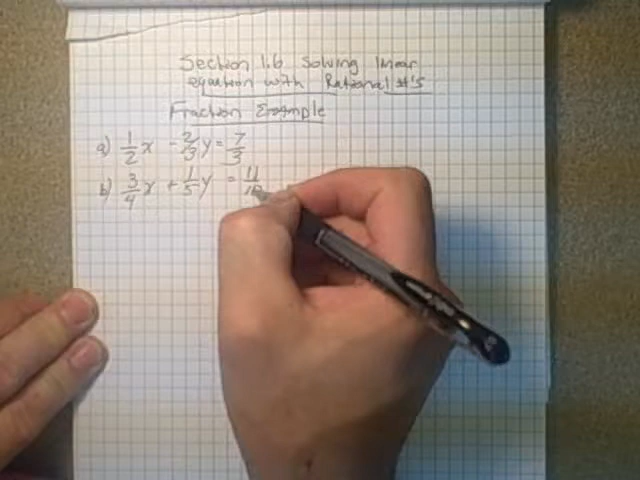 Section 1.6 Solving linear
equation with Rational #'s
Fraction Example
a) 1/2 x - 2/3 y = 7/3
b) 3/4 x + 1/5 y = 11/10